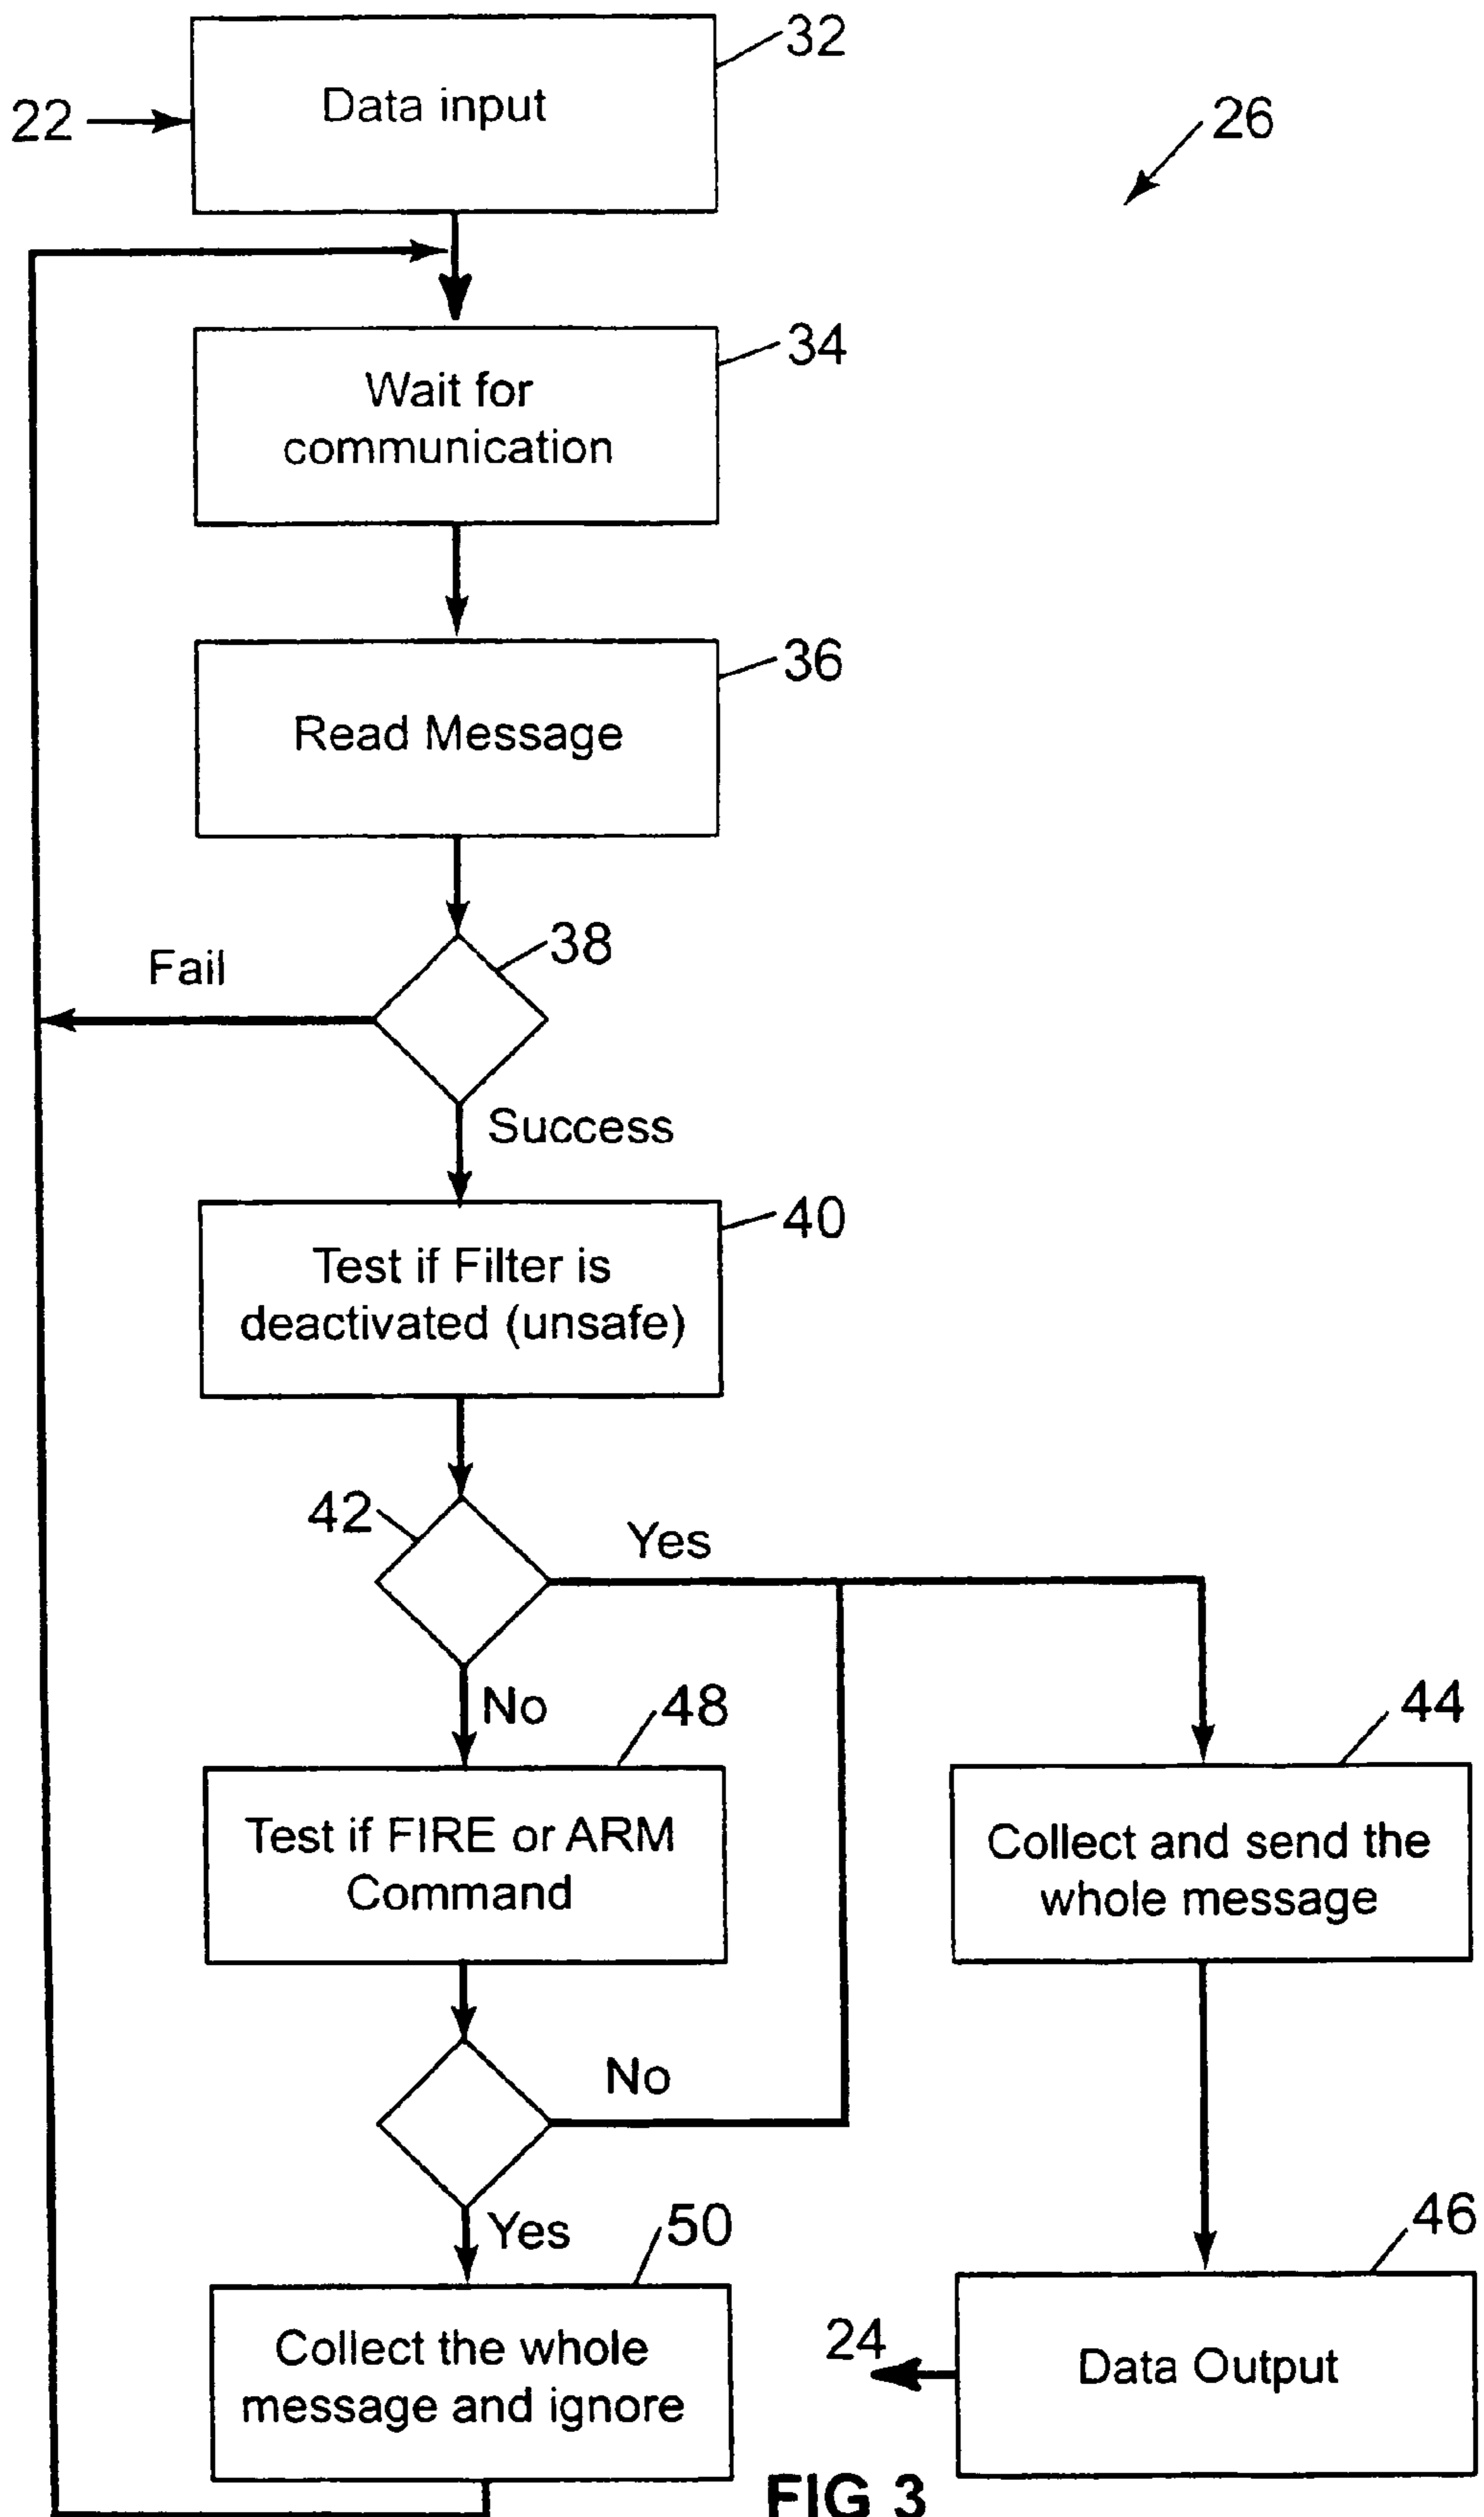 32
Data input
22
26
34
Wait for
communication
36
Read Message
38
Fail
Success
40
Test if Filter is
deactivated (unsafe)
42
Yes
No
48
44
Test if FIRE or ARM
Command
Collect and send the
whole message
No
Yes
50
46
Collect the whole
message and ignore
24
Data Output
FIG 3